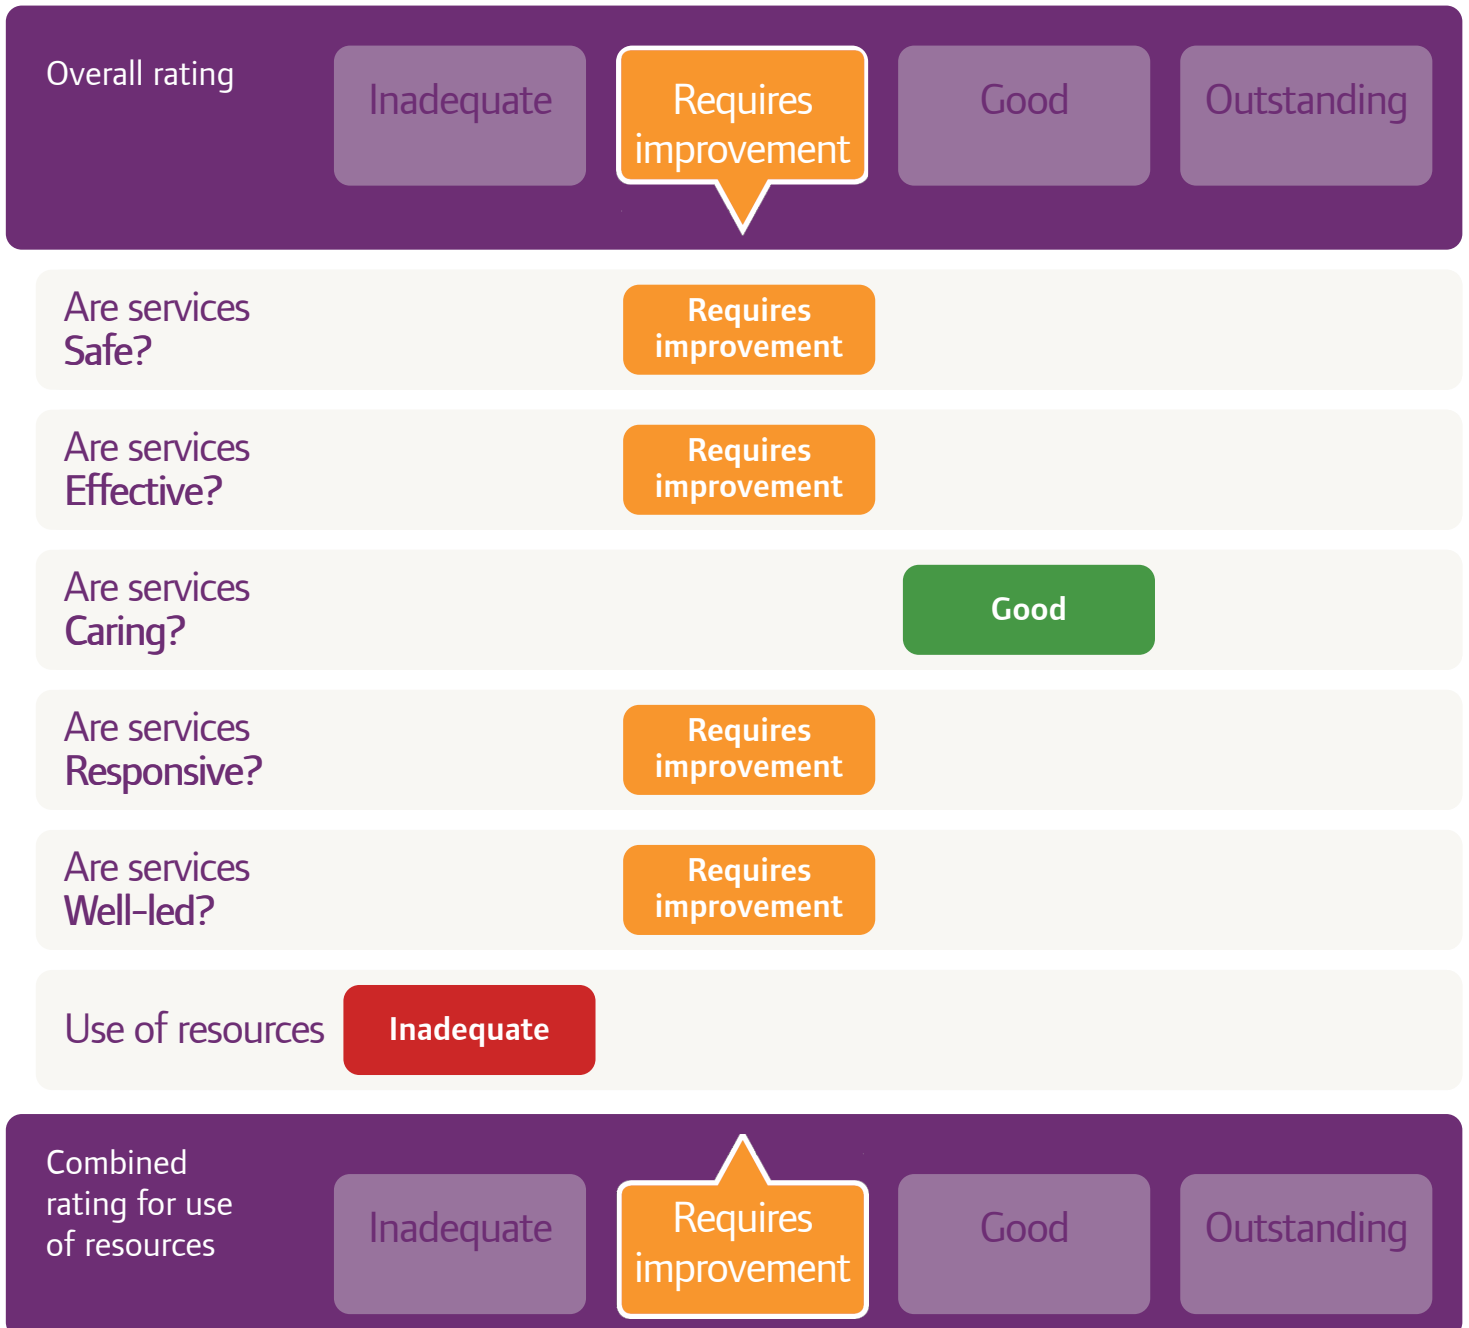 Overall rating
Inadequate
Requires
improvement
Good
Outstanding
Are services
Safe?
Requires
improvement
Are services
Effective?
Requires
improvement
Are services
Caring?
Good
Are services
Responsive?
Requires
improvement
Are services
Well-led?
Requires
improvement
Use of resources
Inadequate
Combined
rating for use
of resources
Inadequate
Requires
improvement
Good
Outstanding